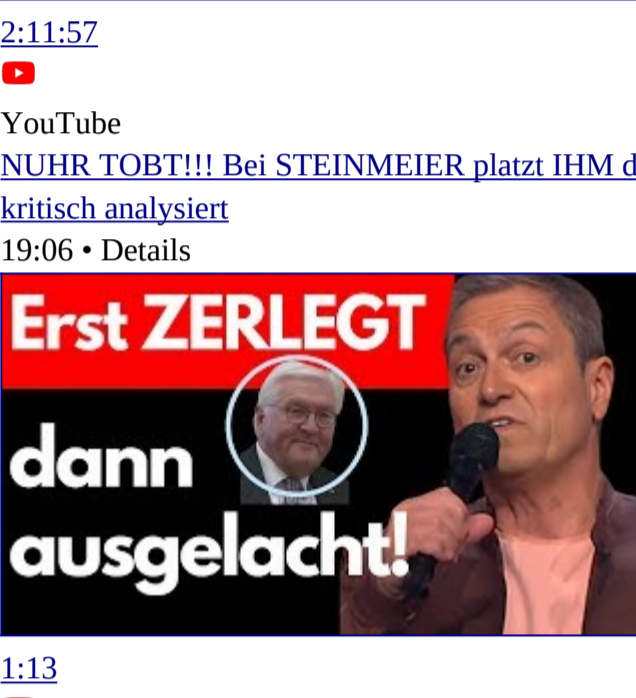 2:11:57
YouTube
NUHR TOBT!!! Bei STEINMEIER platzt IHM d
kritisch analysiert
19:06 • Details
Erst ZERLEGT
dann
ausgelacht!
1:13